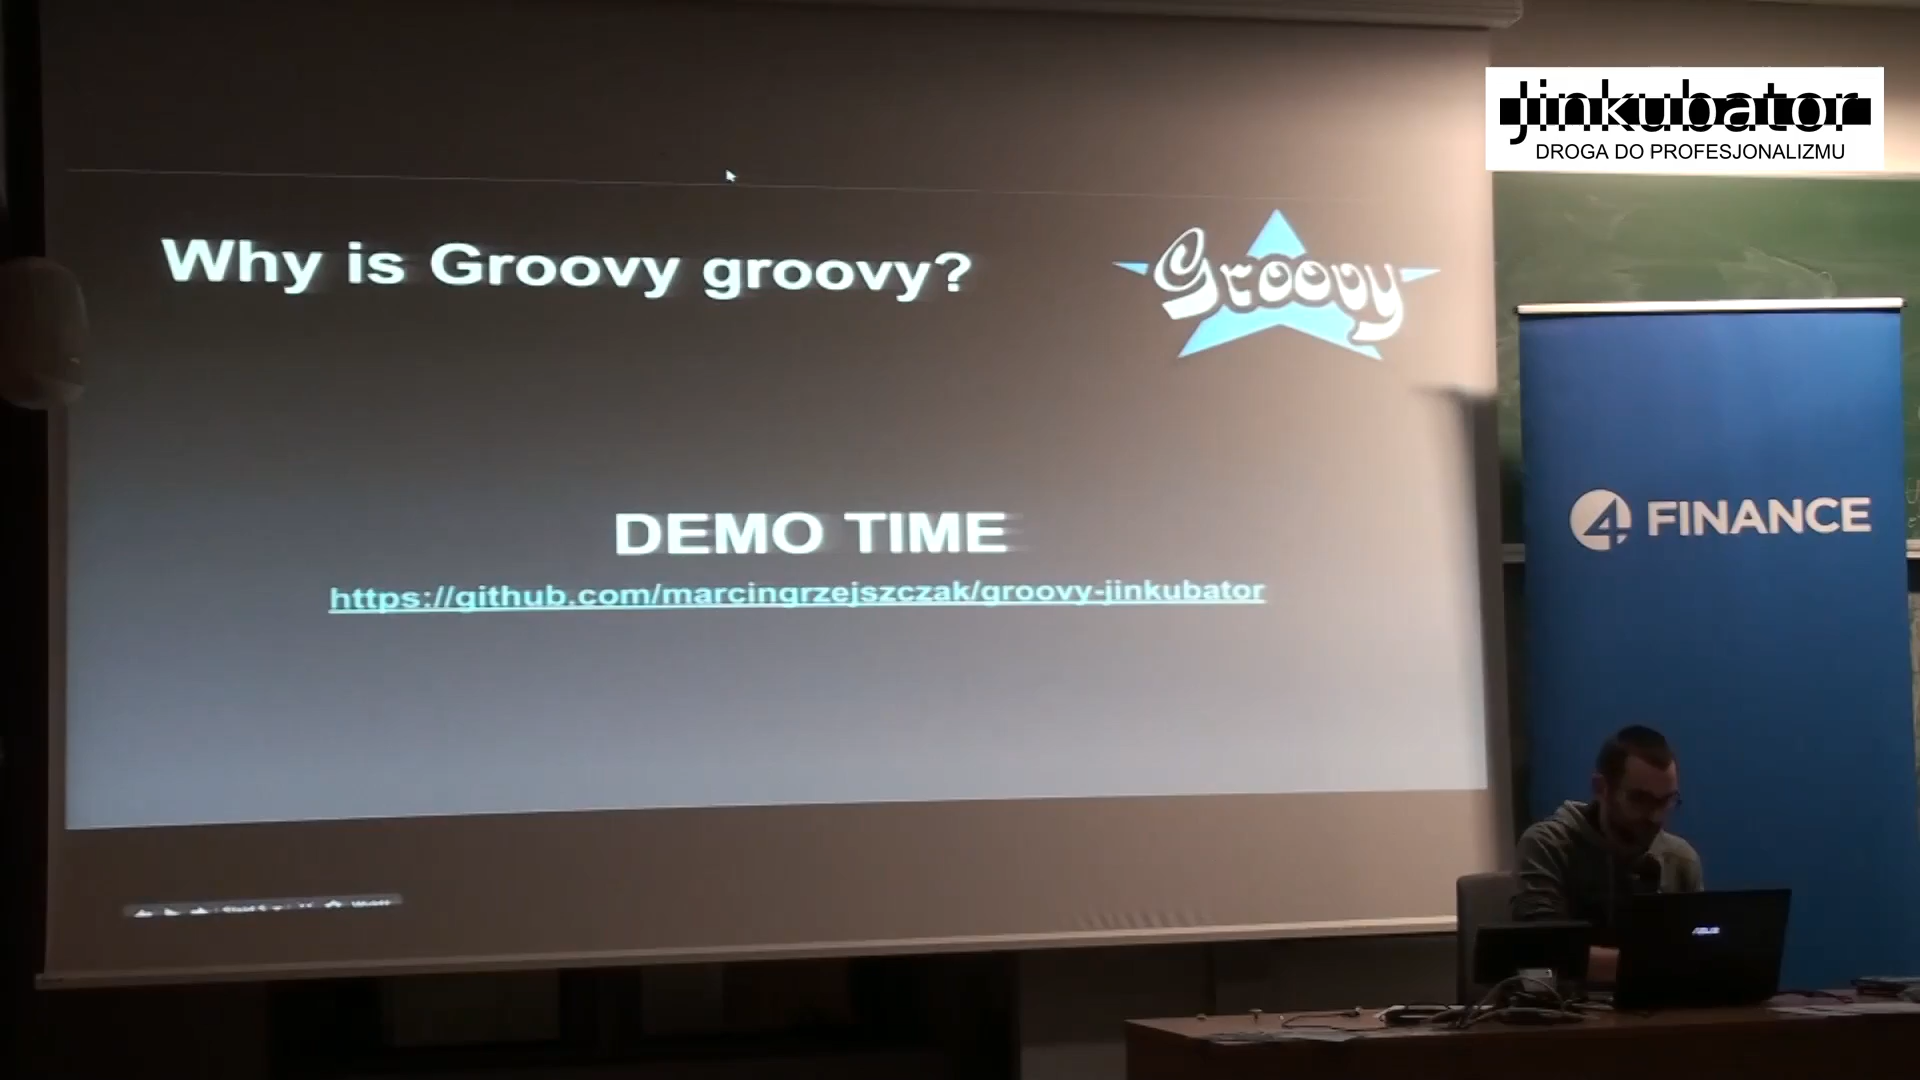 Jinkubator
DROGA DO PROFESJONALIZMU
Why is Groovy groovy?
Groovy
DEMO TIME
https://github.com/marcingrzejszczak/groovy-jinkubator
4 FINANCE
ASUS